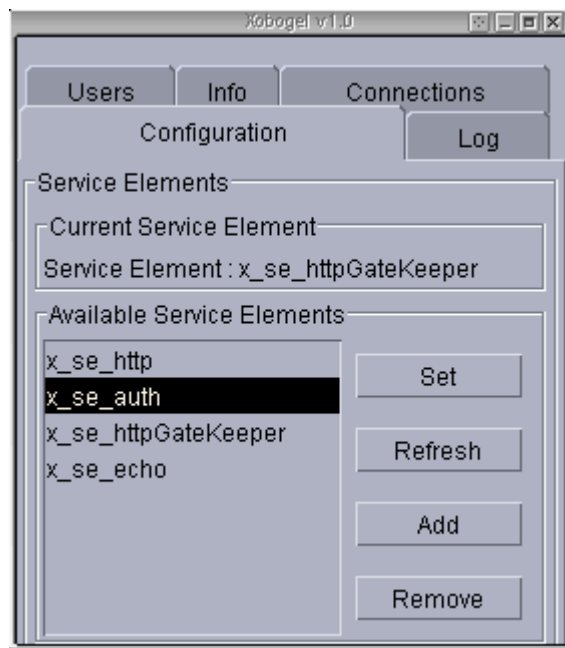 Xobogel v1.0
Users Info Connections
Configuration Log
Service Elements
Current Service Element
Service Element : x_se_httpGateKeeper
Available Service Elements
x_se_http
x_se_auth
x_se_httpGateKeeper
x_se_echo
Set
Refresh
Add
Remove